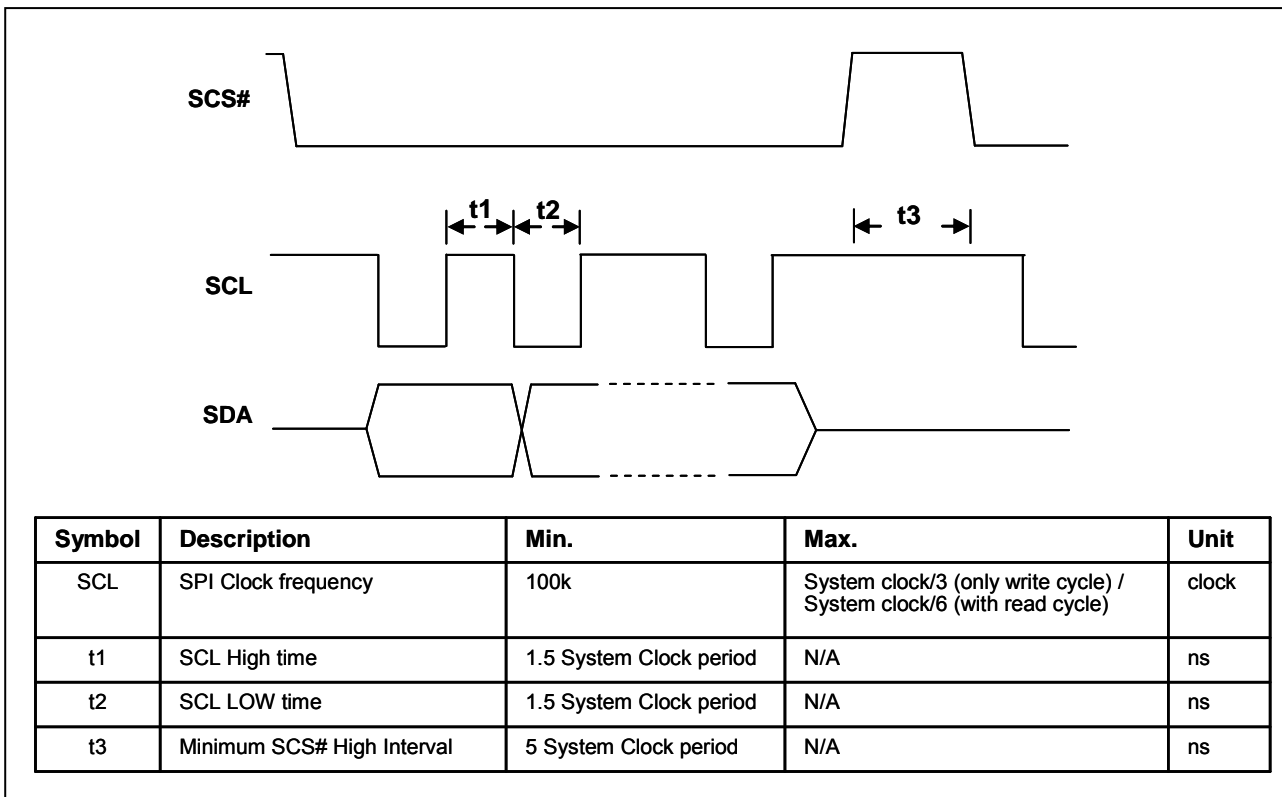 SCS#
t1 t2 t3
SCL
SDA
Symbol Description Min. Max. Unit
SCL SPI Clock frequency 100k System clock/3 (only write cycle) / clock
System clock/6 (with read cycle)
t1 SCL High time 1.5 System Clock period N/A ns
t2 SCL LOW time 1.5 System Clock period N/A ns
t3 Minimum SCS# High Interval 5 System Clock period N/A ns